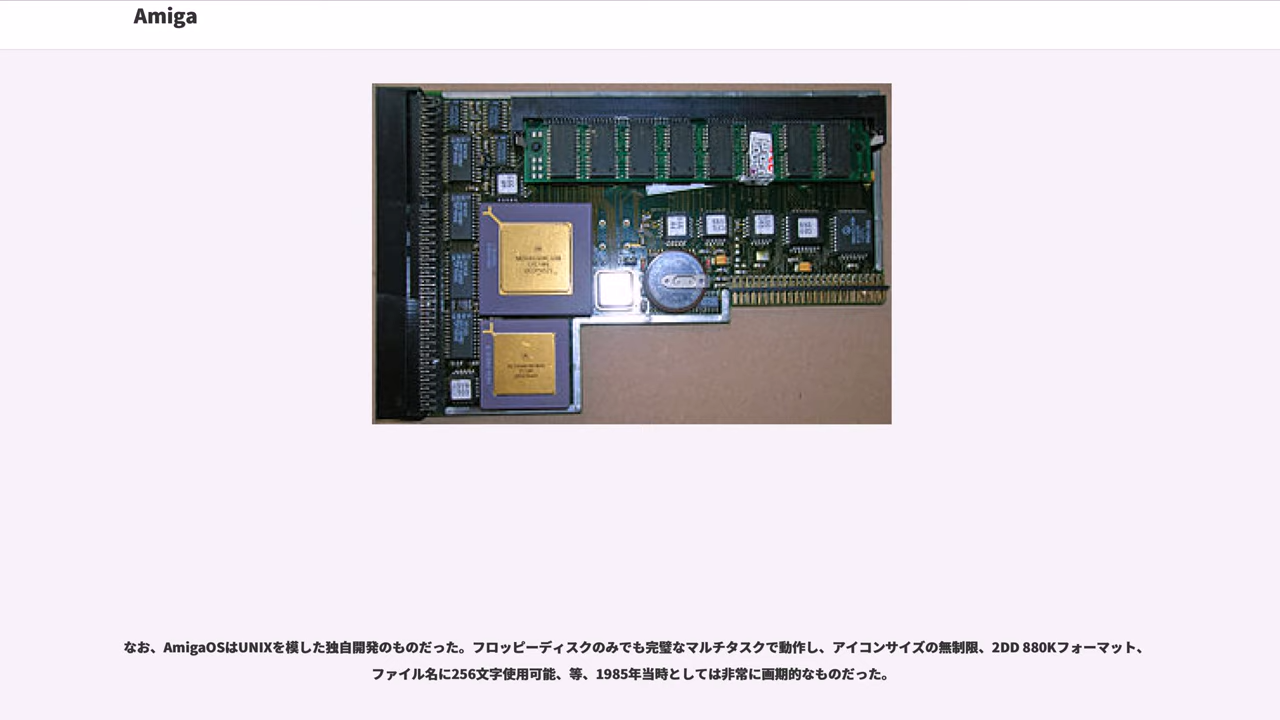 Amiga
なお、AmigaOSはUNIXを模した独自開発のものだった。フロッピーディスクのみでも完璧なマルチタスクで動作し、アイコンサイズの無制限、2DD 880Kフォーマット、
ファイル名に256文字使用可能、等、1985年当時としては非常に画期的なものだった。